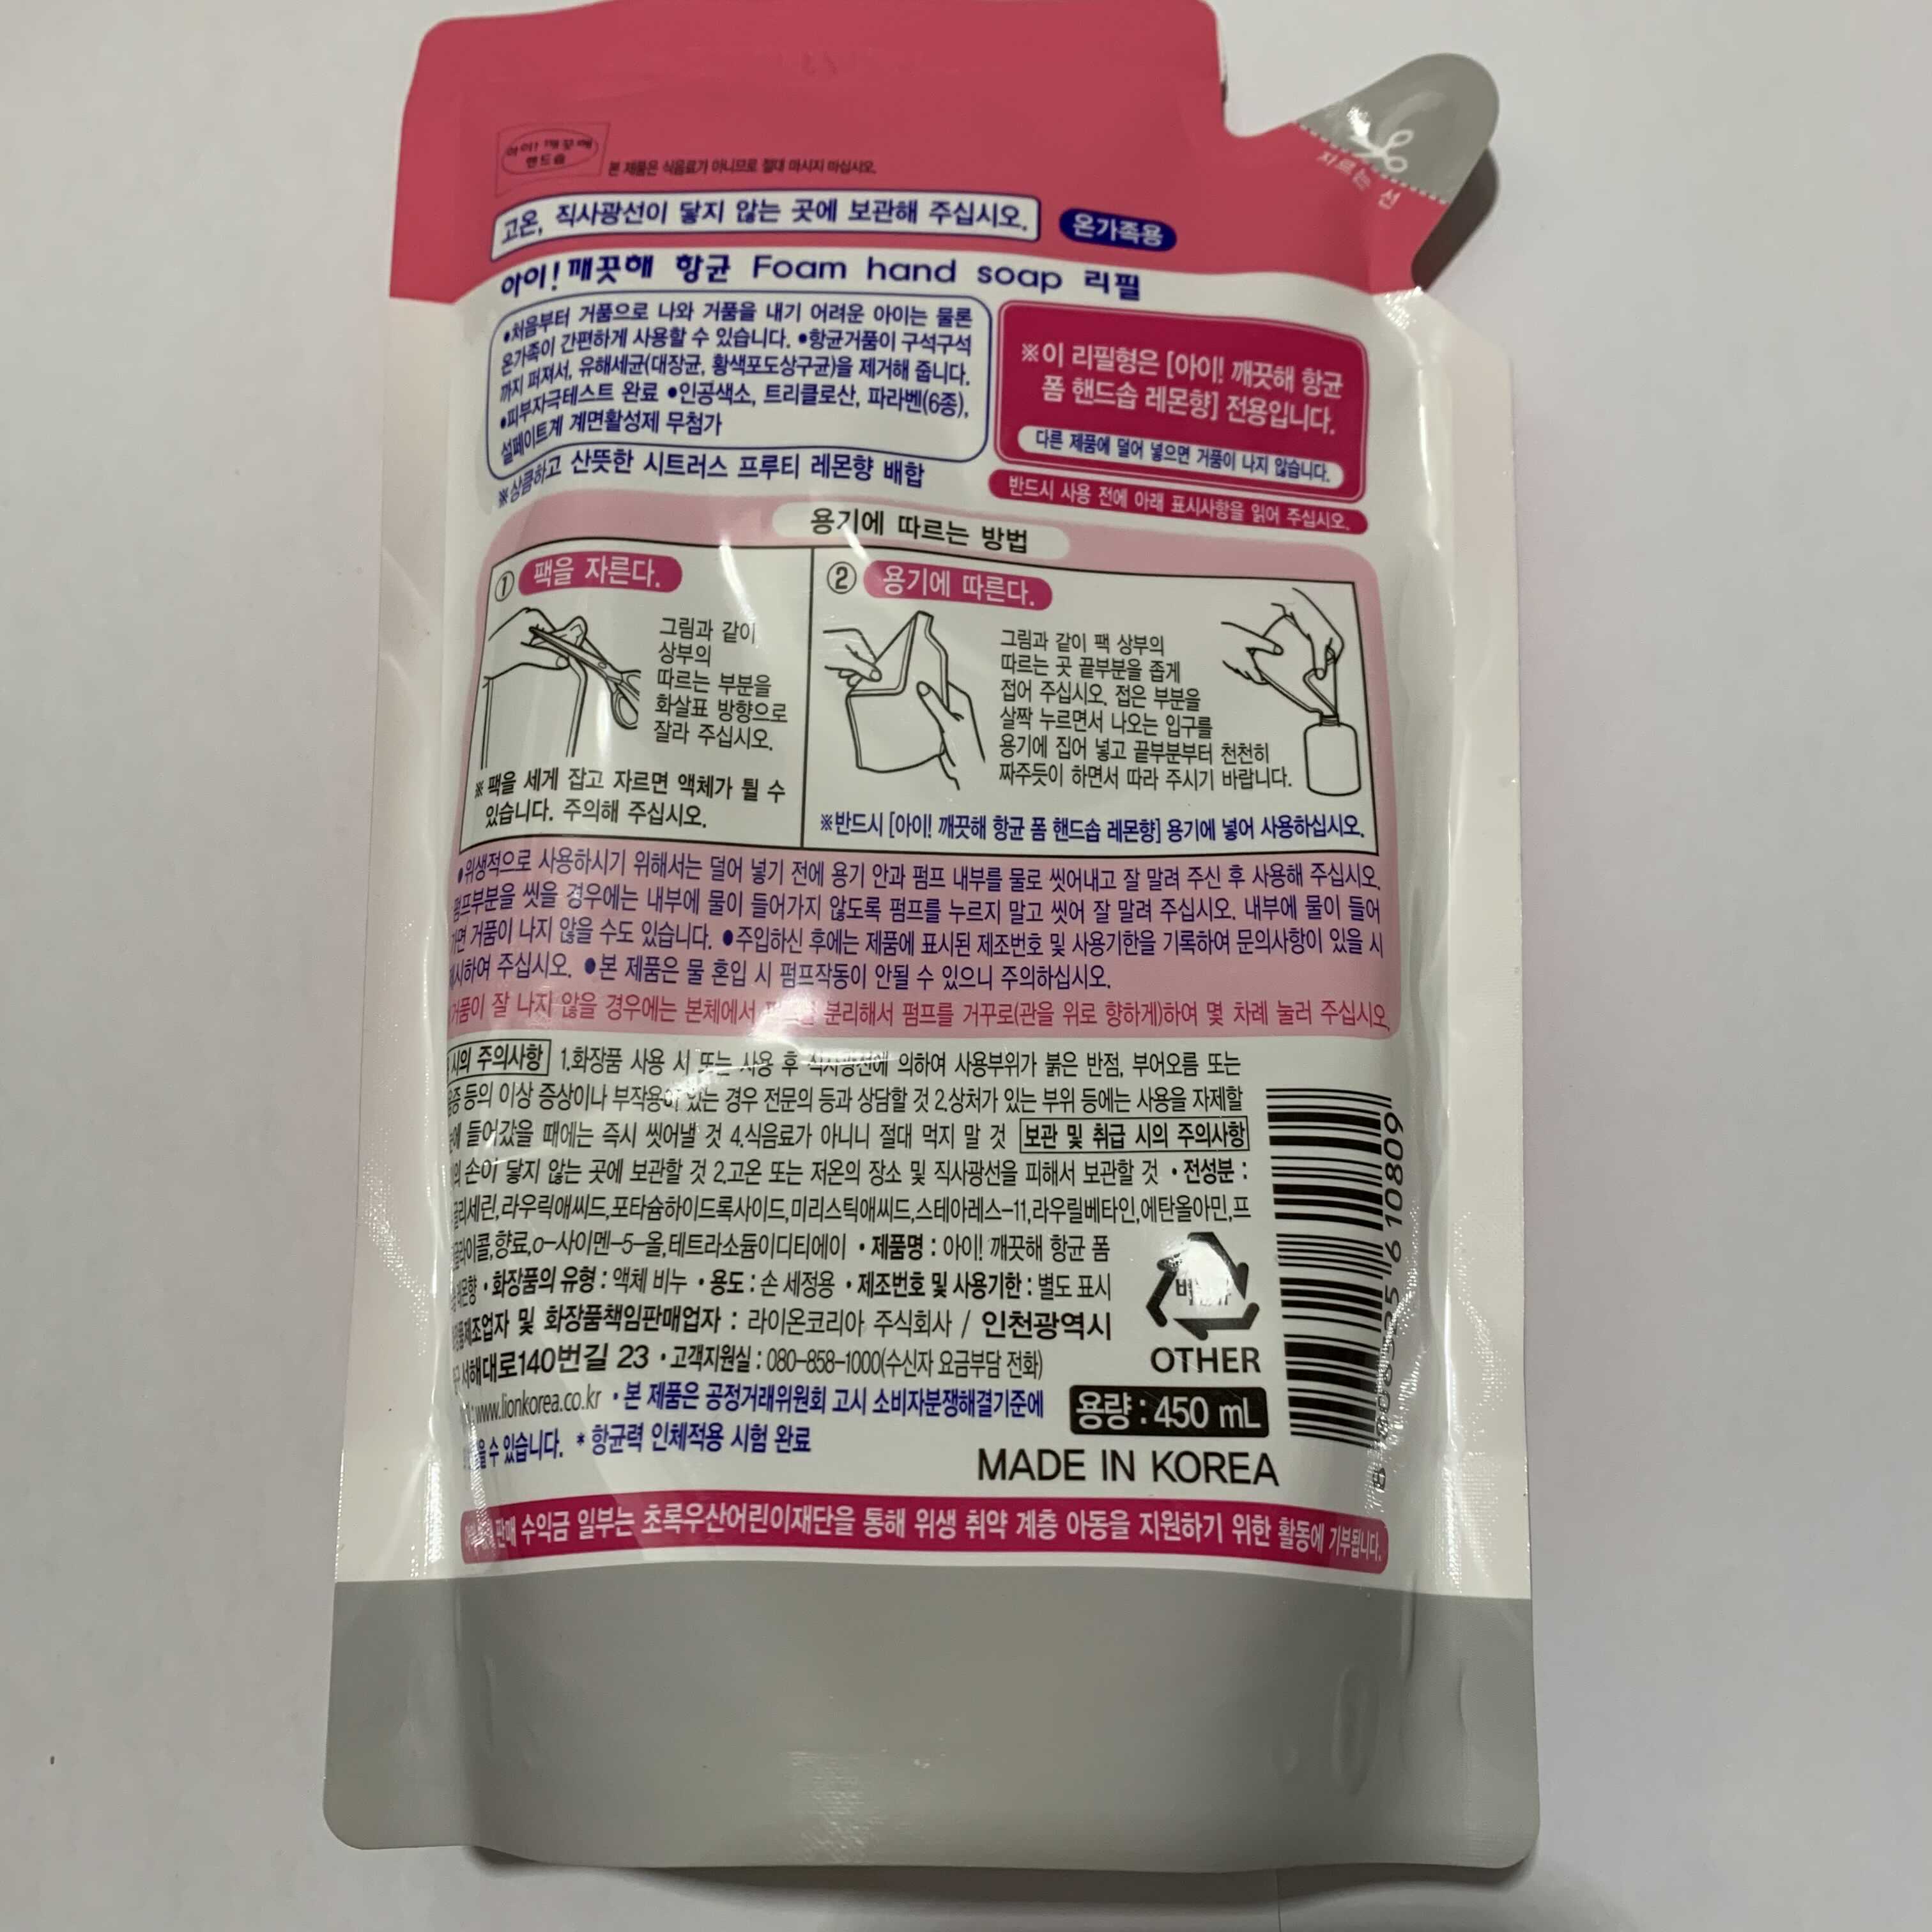 아이! 깨끗해
핸드솝
본 제품은 식음료가 아니므로 절대 마시지 마십시오.
자르는 선
고온, 직사광선이 닿지 않는 곳에 보관해 주십시오.
온가족용
아이! 깨끗해 항균 Foam hand soap 리필
●처음부터 거품으로 나와 거품을 내기 어려운 아이는 물론
온가족이 간편하게 사용할 수 있습니다. ●항균거품이 구석구석
까지 퍼져서, 유해세균(대장균, 황색포도상구균)을 제거해 줍니다.
●피부자극테스트 완료 ●인공색소, 트리클로산, 파라벤(6종),
설페이트계 계면활성제 무첨가
※상큼하고 산뜻한 시트러스 프루티 레몬향 배합
※이 리필형은 [아이! 깨끗해 항균
폼 핸드솝 레몬향] 전용입니다.
다른 제품에 덜어 넣으면 거품이 나지 않습니다.
반드시 사용 전에 아래 표시사항을 읽어 주십시오.
용기에 따르는 방법
① 팩을 자른다.
그림과 같이
상부의
따르는 부분을
화살표 방향으로
잘라 주십시오.
※팩을 세게 잡고 자르면 액체가 튈 수
있습니다. 주의해 주십시오.
② 용기에 따른다.
그림과 같이 팩 상부의
따르는 곳 끝부분을 좁게
접어 주십시오. 접은 부분을
살짝 누르면서 나오는 입구를
용기에 집어 넣고 끝부분부터 천천히
짜주듯이 하면서 따라 주시기 바랍니다.
※반드시 [아이! 깨끗해 항균 폼 핸드솝 레몬향] 용기에 넣어 사용하십시오.
●위생적으로 사용하시기 위해서는 덜어 넣기 전에 용기 안과 펌프 내부를 물로 씻어내고 잘 말려 주신 후 사용해 주십시오.
펌프부분을 씻을 경우에는 내부에 물이 들어가지 않도록 펌프를 누르지 말고 씻어 잘 말려 주십시오. 내부에 물이 들어
가면 거품이 나지 않을 수도 있습니다. ●주입하신 후에는 제품에 표시된 제조번호 및 사용기한을 기록하여 문의사항이 있을 시
제시하여 주십시오. ●본 제품은 물 혼입 시 펌프작동이 안될 수 있으니 주의하십시오.
거품이 잘 나지 않을 경우에는 본체에서 분리해서 펌프를 거꾸로(관을 위로 향하게)하여 몇 차례 눌러 주십시오
시의 주의사항 1.화장품 사용 시 또는 사용 후 직사광선에 의하여 사용부위가 붉은 반점, 부어오름 또는
등의 이상 증상이나 부작용이 있는 경우 전문의 등과 상담할 것 2.상처가 있는 부위 등에는 사용을 자제할
들어갔을 때에는 즉시 씻어낼 것 4.식음료가 아니니 절대 먹지 말 것 보관 및 취급 시의 주의사항
손이 닿지 않는 곳에 보관할 것 2.고온 또는 저온의 장소 및 직사광선을 피해서 보관할 것 • 전성분 :
글리세린,라우릭애씨드,포타슘하이드록사이드,미리스틱애씨드,스테아레스-11,라우릴베타인,에탄올아민,프
향료,o-사이멘-5-올,테트라소듐이디티에이 • 제품명 : 아이! 깨끗해 항균 폼
레몬향 • 화장품의 유형 : 액체 비누 • 용도 : 손 세정용 • 제조번호 및 사용기한 : 별도 표시
화장품제조업자 및 화장품책임판매업자 : 라이온코리아 주식회사 / 인천광역시
서해대로140번길 23 • 고객지원실 : 080-858-1000(수신자 요금부담 전화)
www.lionkorea.co.kr • 본 제품은 공정거래위원회 고시 소비자분쟁해결기준에
수 있습니다. * 항균력 인체적용 시험 완료
OTHER
용량 : 450 mL
MADE IN KOREA
판매 수익금 일부는 초록우산어린이재단을 통해 위생 취약 계층 아동을 지원하기 위한 활동에 기부됩니다.